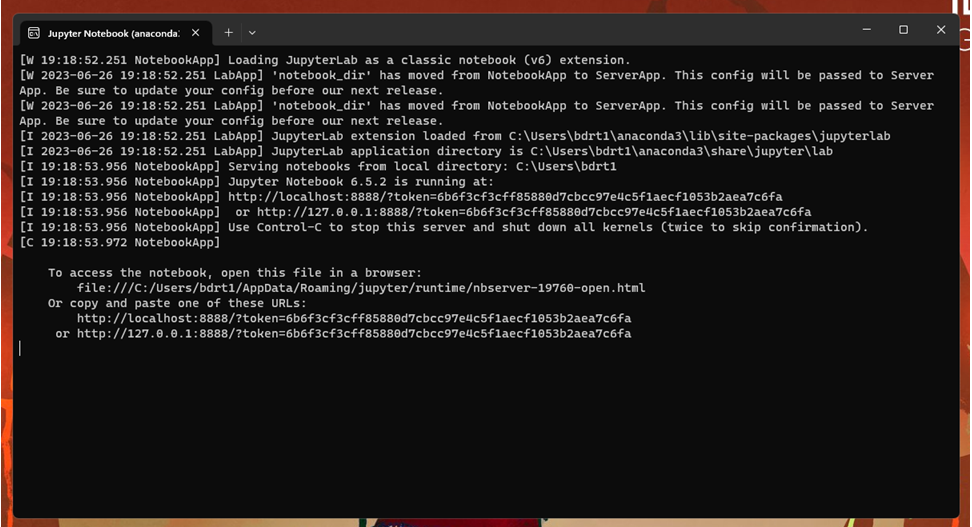 Jupyter Notebook (anaconda
[W 19:18:52.251 NotebookApp] Loading JupyterLab as a classic notebook (v6) extension.
[W 2023-06-26 19:18:52.251 LabApp] 'notebook_dir' has moved from NotebookApp to ServerApp. This config will be passed to Server
App. Be sure to update your config before our next release.
[W 2023-06-26 19:18:52.251 LabApp] 'notebook_dir' has moved from NotebookApp to ServerApp. This config will be passed to Server
App. Be sure to update your config before our next release.
[I 2023-06-26 19:18:52.251 LabApp] JupyterLab extension loaded from C:\Users\bdrt1\anaconda3\lib\site-packages\jupyterlab
[I 2023-06-26 19:18:52.251 LabApp] JupyterLab application directory is C:\Users\bdrt1\anaconda3\share\jupyter\lab
[I 19:18:53.956 NotebookApp] Serving notebooks from local directory: C:\Users\bdrt1
[I 19:18:53.956 NotebookApp] Jupyter Notebook 6.5.2 is running at:
[I 19:18:53.956 NotebookApp] http://localhost:8888/?token=6b6f3cf3cff85880d7cbcc97e4c5f1aecf1053b2aea7c6fa
[I 19:18:53.956 NotebookApp]  or http://127.0.0.1:8888/?token=6b6f3cf3cff85880d7cbcc97e4c5f1aecf1053b2aea7c6fa
[I 19:18:53.956 NotebookApp] Use Control-C to stop this server and shut down all kernels (twice to skip confirmation).
[C 19:18:53.972 NotebookApp]
To access the notebook, open this file in a browser:
file:///C:/Users/bdrt1/AppData/Roaming/jupyter/runtime/nbserver-19760-open.html
Or copy and paste one of these URLs:
http://localhost:8888/?token=6b6f3cf3cff85880d7cbcc97e4c5f1aecf1053b2aea7c6fa
or http://127.0.0.1:8888/?token=6b6f3cf3cff85880d7cbcc97e4c5f1aecf1053b2aea7c6fa